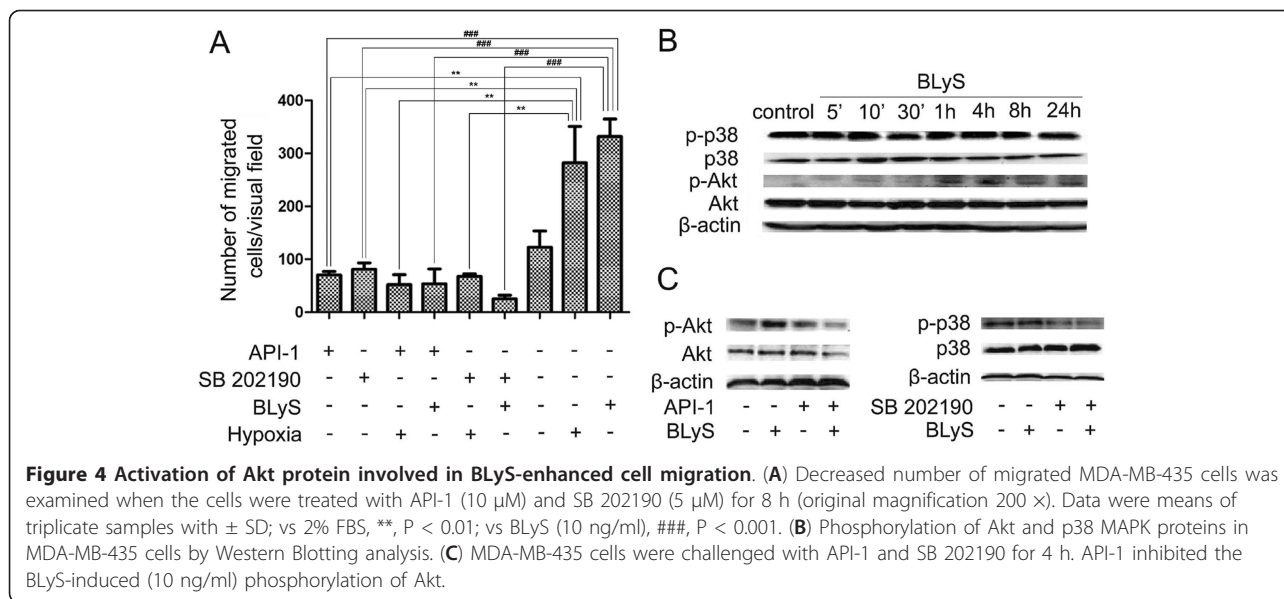 A
###
###
###
###
**
**
**
**
Number of migrated
cells/visual field
400
300
200
100
0
API-1 + - + + - - - - -
SB 202190 - + - - + + - - -
BLyS - - - + - + - - +
Hypoxia - - + - + - - + -
B
BLyS
control 5' 10' 30' 1h 4h 8h 24h
p-p38
p38
p-Akt
Akt
β-actin
C
p-Akt
Akt
β-actin
API-1 - - + +
BLyS - + - +
p-p38
p38
β-actin
SB 202190 - - + +
BLyS - + - +
Figure 4 Activation of Akt protein involved in BLyS-enhanced cell migration. (A) Decreased number of migrated MDA-MB-435 cells was
examined when the cells were treated with API-1 (10 μM) and SB 202190 (5 μM) for 8 h (original magnification 200 ×). Data were means of
triplicate samples with ± SD; vs 2% FBS, **, P < 0.01; vs BLyS (10 ng/ml), ###, P < 0.001. (B) Phosphorylation of Akt and p38 MAPK proteins in
MDA-MB-435 cells by Western Blotting analysis. (C) MDA-MB-435 cells were challenged with API-1 and SB 202190 for 4 h. API-1 inhibited the
BLyS-induced (10 ng/ml) phosphorylation of Akt.